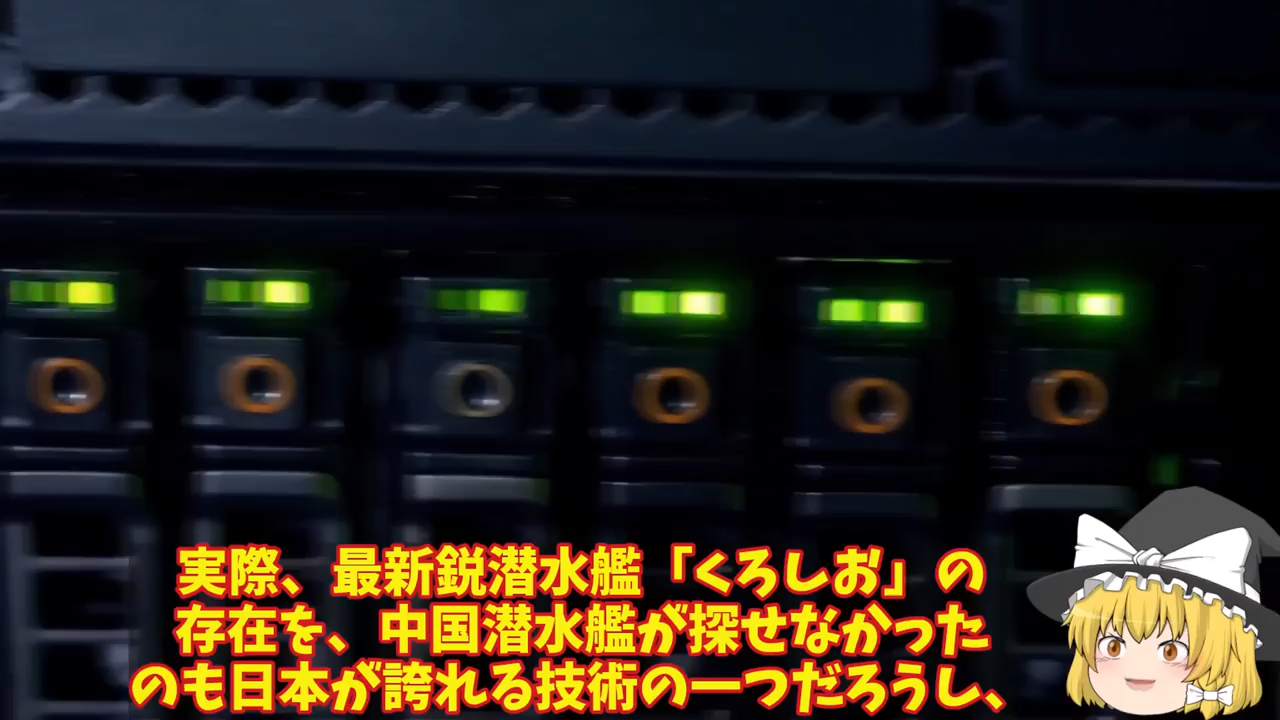 実際、最新鋭潜水艦「くろしお」の
存在を、中国潜水艦が探せなかった
のも日本が誇れる技術の一つだろうし、